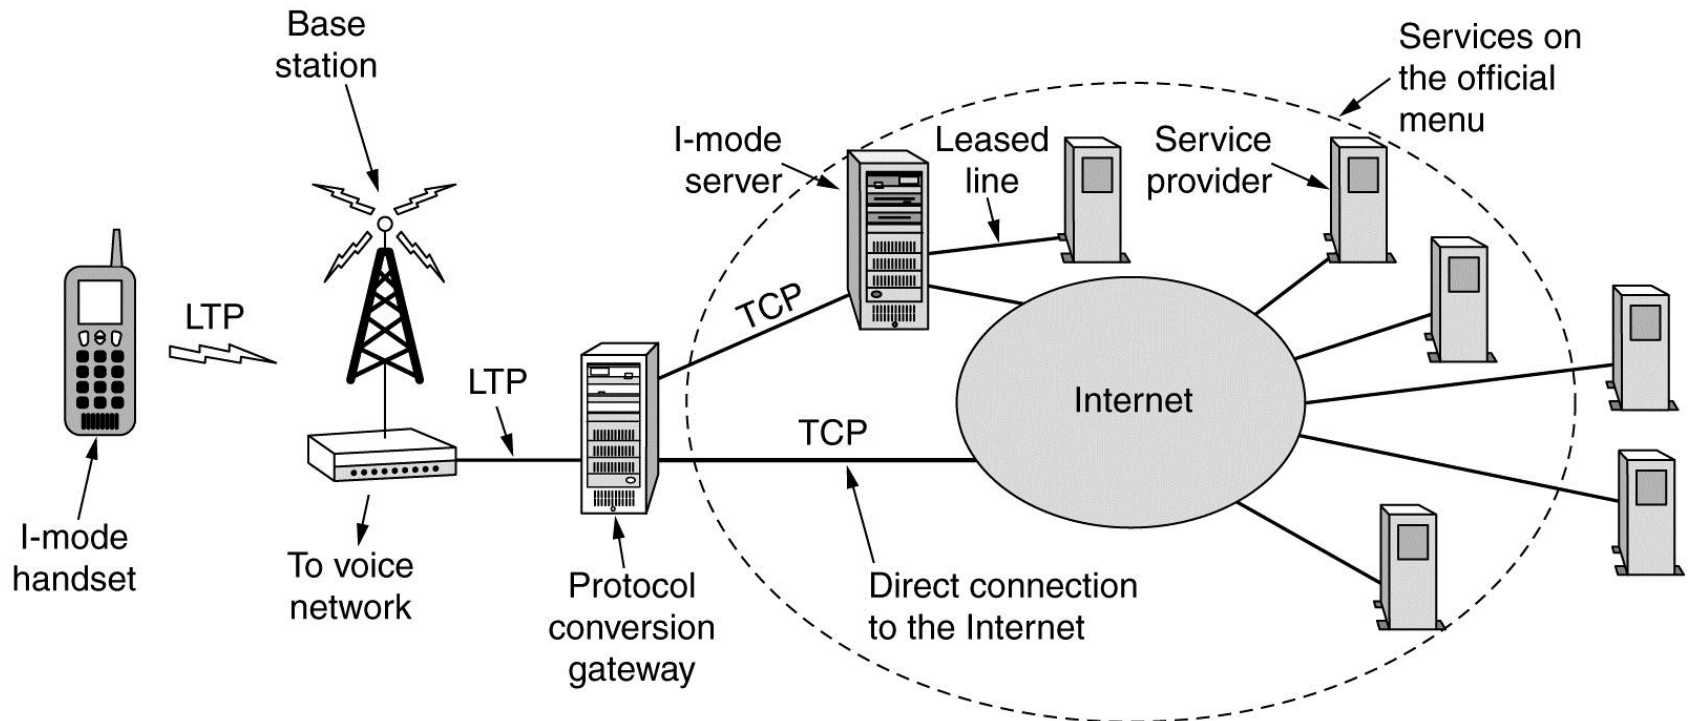 Base
station
Services on
the official
menu
I-mode
server
Leased
line
Service
provider
LTP
TCP
LTP
Internet
TCP
I-mode
handset
To voice
network
Protocol
conversion
gateway
Direct connection
to the Internet